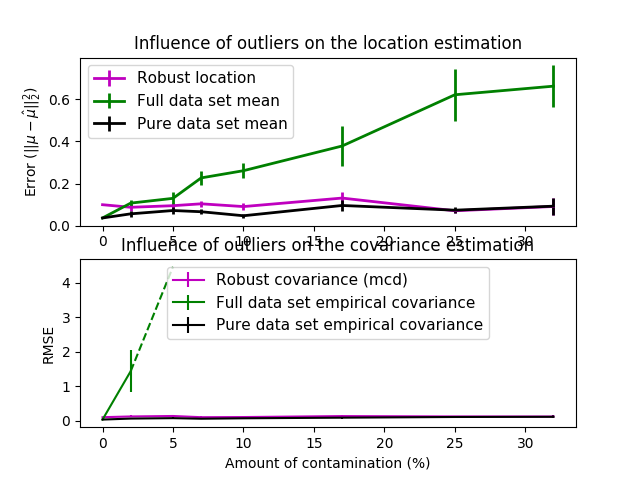 Influence of outliers on the location estimation
Robust location
Full data set mean
Pure data set mean
Error (||μ − μ̂||₂²)
0.6
0.4
0.2
0.0
0 5 10 15 20 25 30
Influence of outliers on the covariance estimation
Robust covariance (mcd)
Full data set empirical covariance
Pure data set empirical covariance
RMSE
4
3
2
1
0
0 5 10 15 20 25 30
Amount of contamination (%)